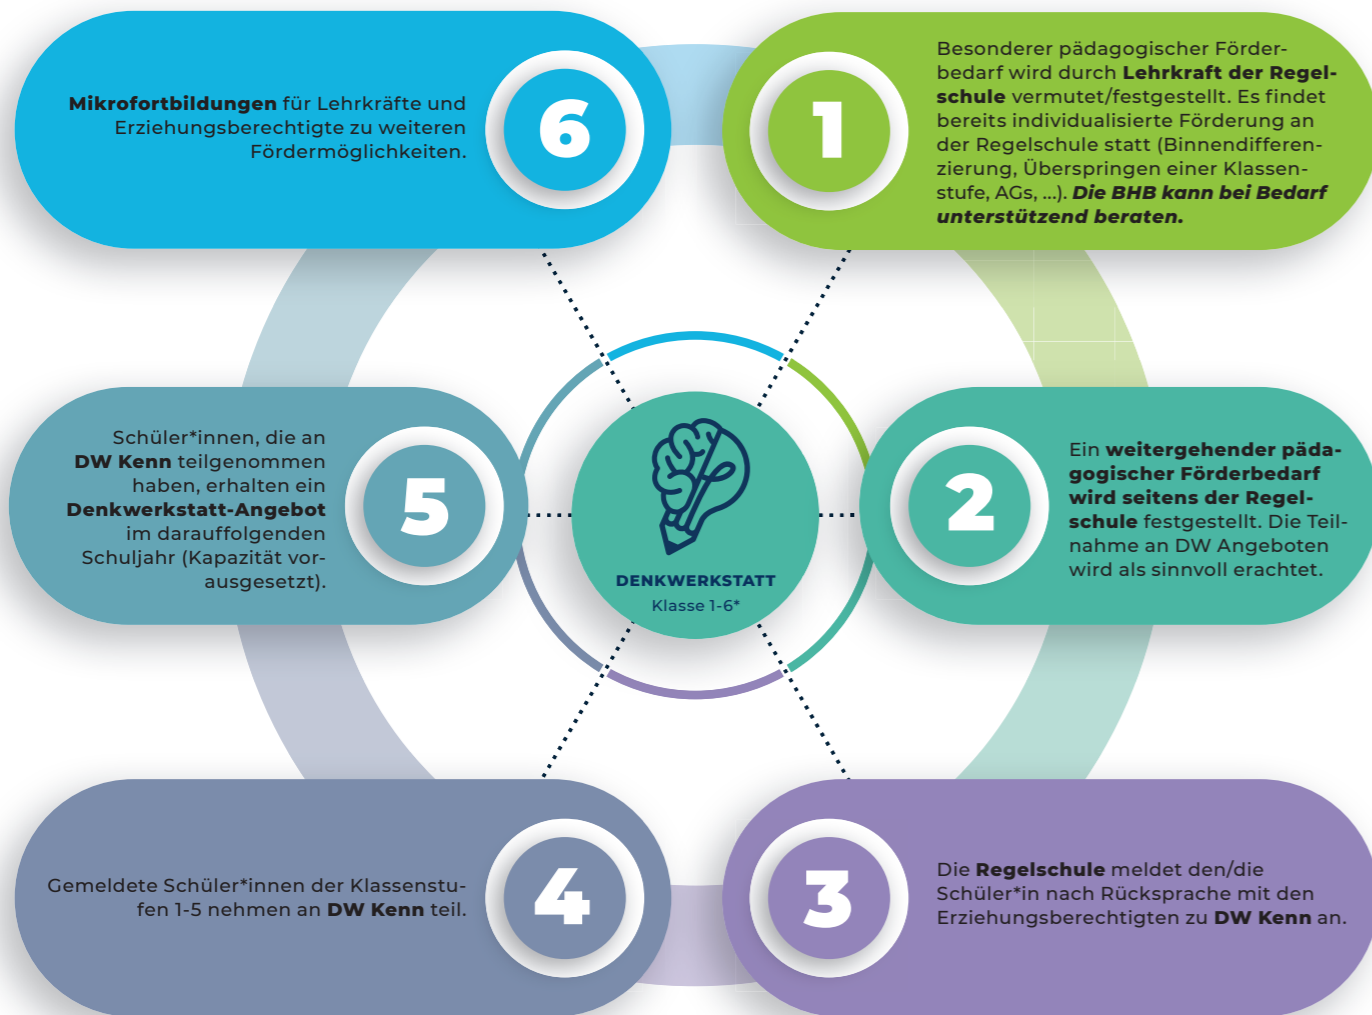 1
Besonderer pädagogischer Förder-
bedarf wird durch Lehrkraft der Regel-
schule vermutet/festgestellt. Es findet
bereits individualisierte Förderung an
der Regelschule statt (Binnendifferen-
zierung, Überspringen einer Klassen-
stufe, AGs, ...). Die BHB kann bei Bedarf
unterstützend beraten.
2
Ein weitergehender päda-
gogischer Förderbedarf
wird seitens der Regel-
schule festgestellt. Die Teil-
nahme an DW Angeboten
wird als sinnvoll erachtet.
3
Die Regelschule meldet den/die
Schüler*in nach Rücksprache mit den
Erziehungsberechtigten zu DW Kenn an.
4
Gemeldete Schüler*innen der Klassenstu-
fen 1-5 nehmen an DW Kenn teil.
5
Schüler*innen, die an
DW Kenn teilgenommen
haben, erhalten ein
Denkwerkstatt-Angebot
im darauffolgenden
Schuljahr (Kapazität vor-
ausgesetzt).
6
Mikrofortbildungen für Lehrkräfte und
Erziehungsberechtigte zu weiteren
Fördermöglichkeiten.
DENKWERKSTATT
Klasse 1-6*